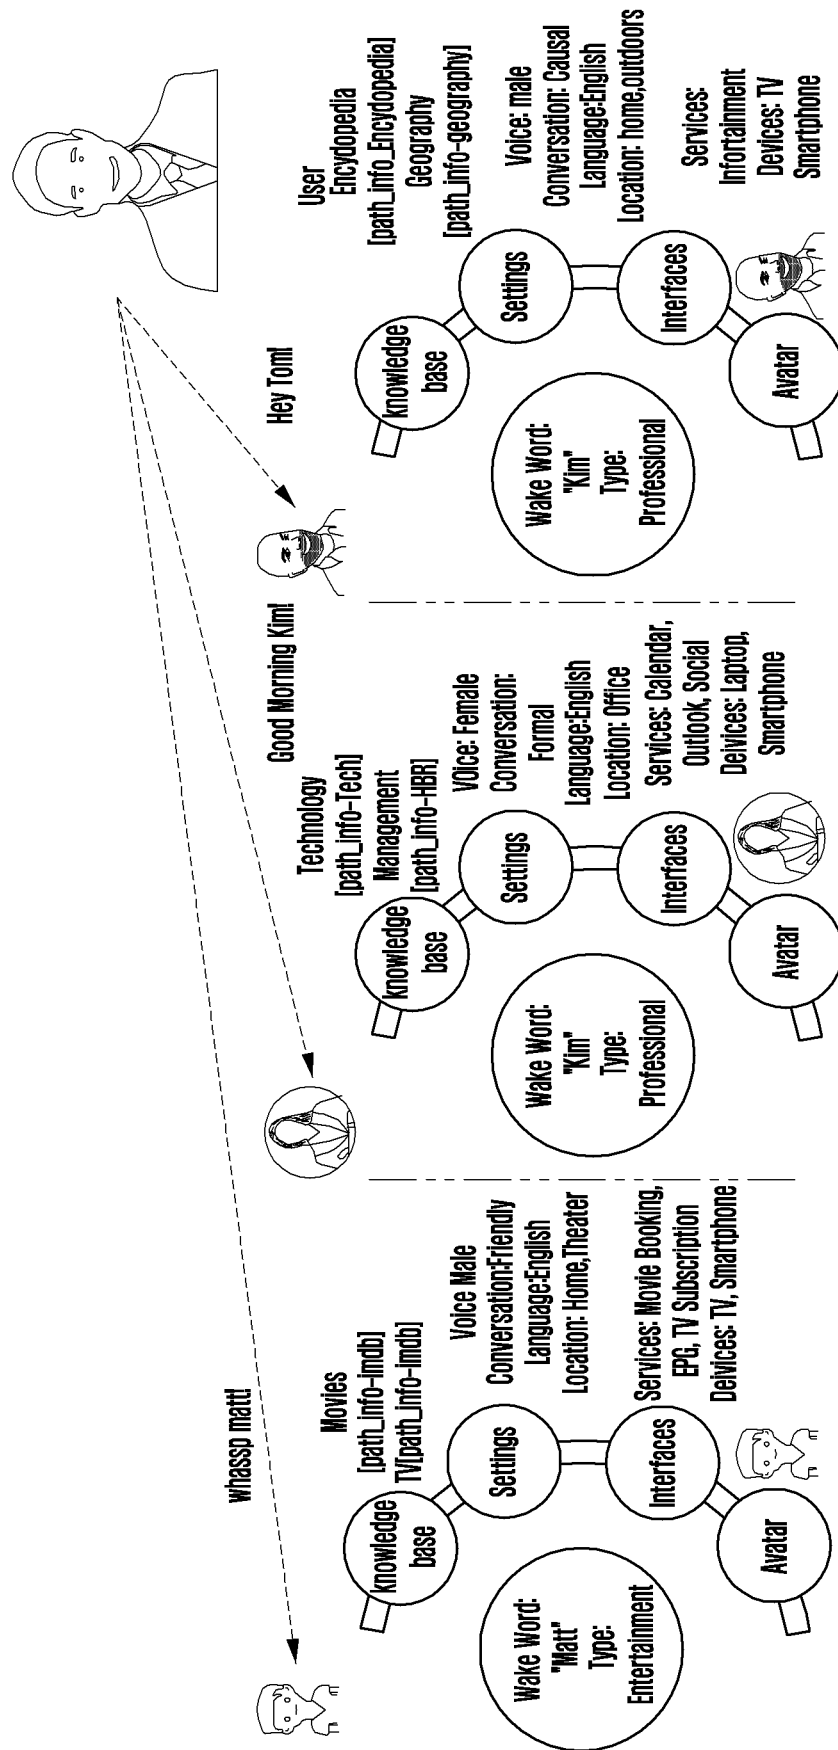 whassp matt!
Movies
[path_info-imdb]
TV[path_info-imdb]
Knowledge
base
Voice Male
Conversation:Friendly
Language:English
Location: Home,Theater
Settings
Wake Word:
"Matt"
Type:
Entertainment
Services: Movie Booking,
EPG, TV Subscription
Deivices: TV, Smartphone
Interfaces
Avatar
Good Morning Kim!
Technology
[path_info-Tech]
Management
[path_info-HBR]
Knowledge
base
VOice: Female
Conversation:
Formal
Language:English
Location: Office
Settings
Wake Word:
"Kim"
Type:
Professional
Services: Calendar,
Outlook, Social
Deivices: Laptop,
Smartphone
Interfaces
Avatar
Hey Tom!
User
Encydopedia
[path_info_Encydopedia]
Geography
[path_info-geography]
Knowledge
base
Voice: male
Conversation: Causal
Language:English
Location: home,outdoors
Settings
Wake Word:
"Kim"
Type:
Professional
Services:
Infortainment
Devices: TV
Smartphone
Interfaces
Avatar